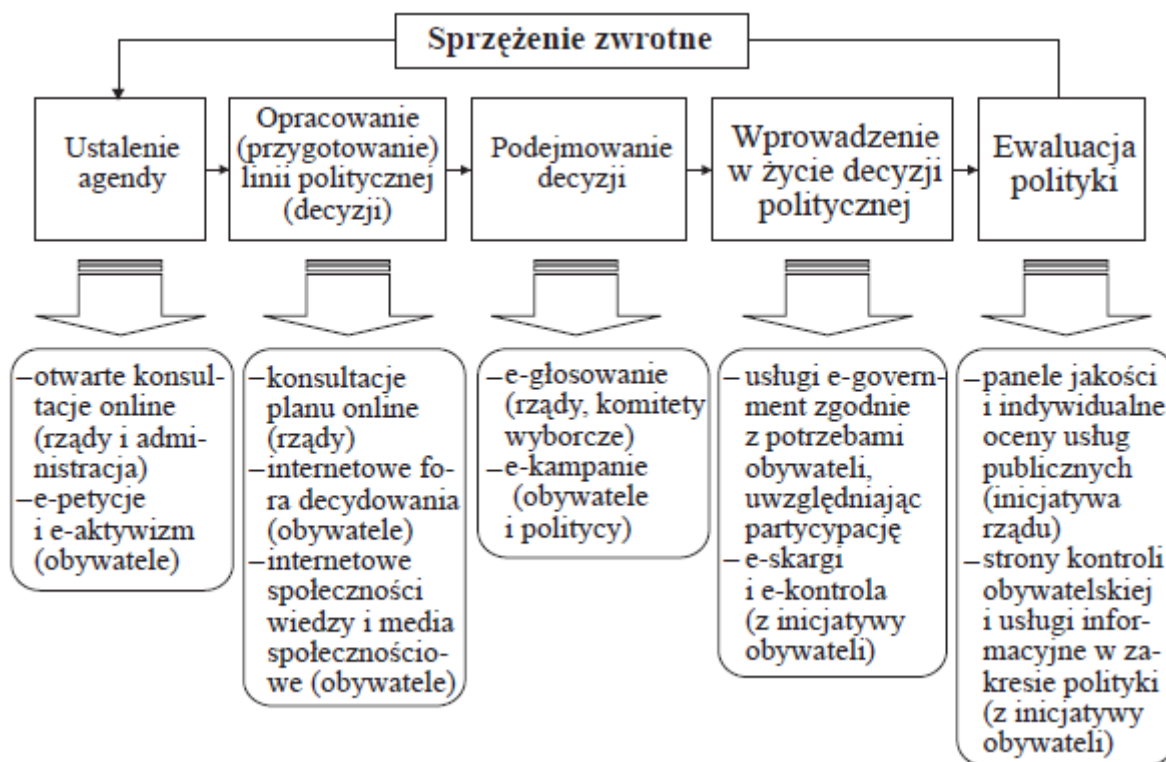 Sprzężenie zwrotne
Ustalenie
agendy
Opracowanie
(przygotowanie)
linii politycznej
(decyzji)
Podejmowanie
decyzji
Wprowadzenie
w życie decyzji
politycznej
Ewaluacja
polityki
–otwarte konsul-
tacje online
(rządy i admi-
nistracja)
–e-petycje
i e-aktywizm
(obywatele)
–konsultacje
planu online
(rządy)
–internetowe fo-
ra decydowania
(obywatele)
–internetowe
społeczności
wiedzy i media
społecznościo-
we (obywatele)
–e-głosowanie
(rządy, komitety
wyborcze)
–e-kampanie
(obywatele
i politycy)
–usługi e-govern-
ment zgodnie
z potrzebami
obywateli,
uwzględniając
partycypację
–e-skargi
i e-kontrola
(z inicjatywy
obywateli)
–panele jakości
i indywidualne
oceny usług
publicznych
(inicjatywa
rządu)
–strony kontroli
obywatelskiej
i usługi infor-
macyjne w za-
kresie polityki
(z inicjatywy
obywateli)